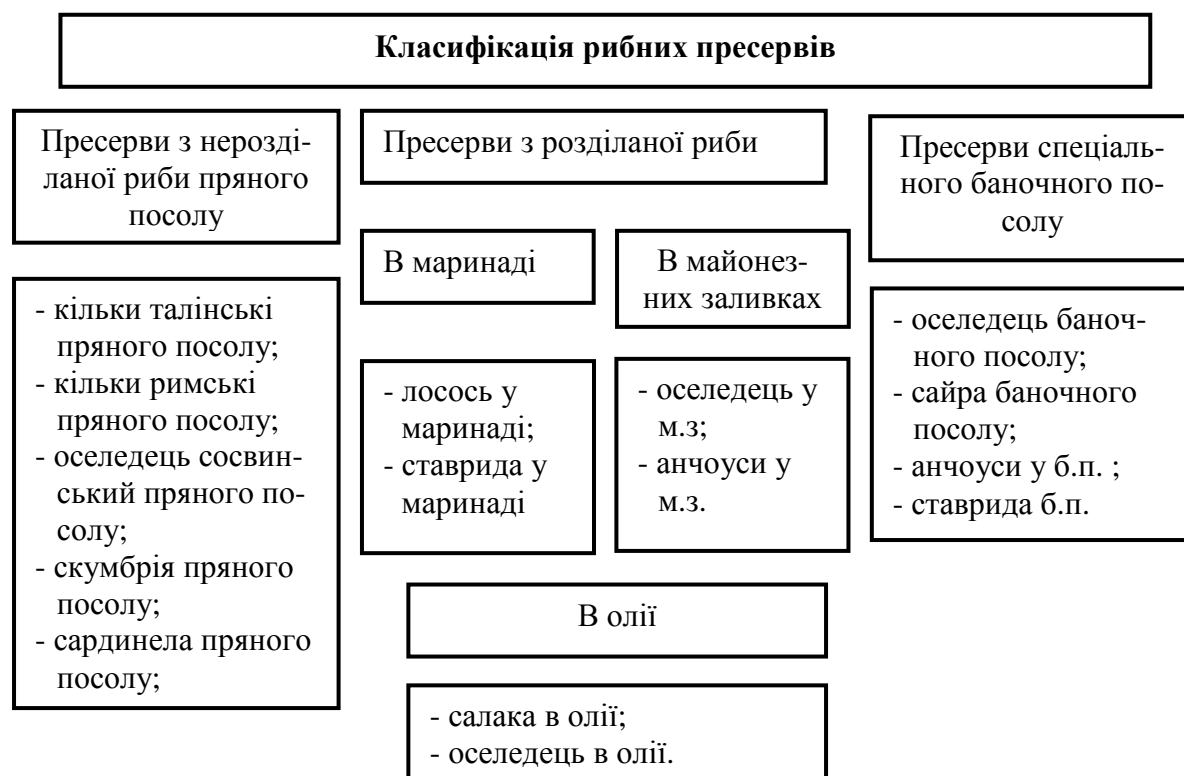 Класифікація рибних пресервів
Пресерви з нерозді-
ланої риби пряного
посолу
- кільки талінські
пряного посолу;
- кільки римські
пряного посолу;
- оселедець сосвин-
ський пряного по-
солу;
- скумбрія пряного
посолу;
- сардинела пряного
посолу;
Пресерви з розділаної риби
В маринаді
- лосось у
маринаді;
- ставрида у
маринаді
В майонез-
них заливках
- оселедець у
м.з;
- анчоуси у
м.з.
В олії
- салака в олії;
- оселедець в олії.
Пресерви спеціаль-
ного баночного по-
солу
- оселедець баноч-
ного посолу;
- сайра баночного
посолу;
- анчоуси у б.п. ;
- ставрида б.п.